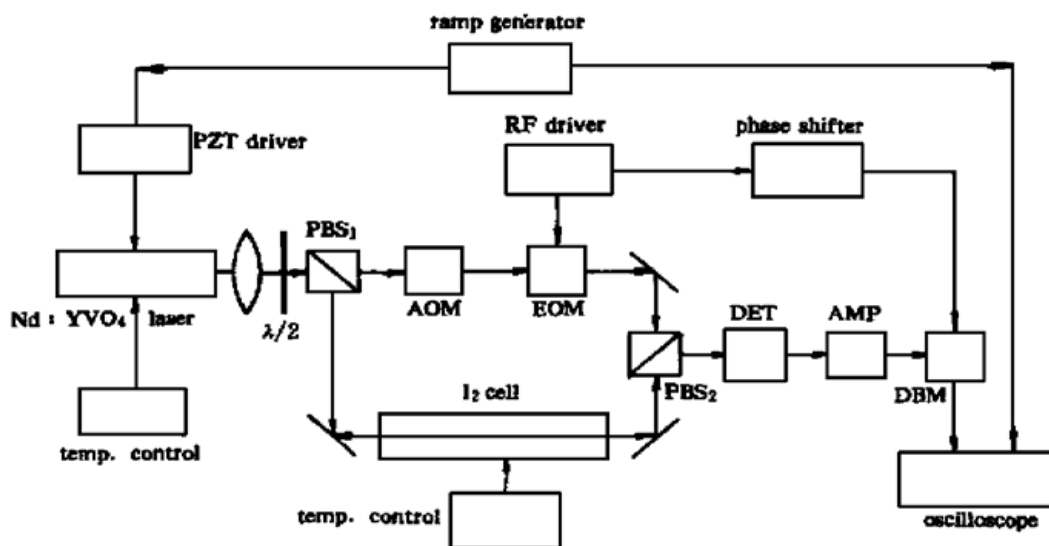 ramp generator
PZT driver
RF driver
phase shifter
PBS₁
Nd : YVO₄ laser
λ/2
AOM
EOM
DET
AMP
PBS₂
DBM
I₂ cell
temp. control
temp. control
oscilloscope